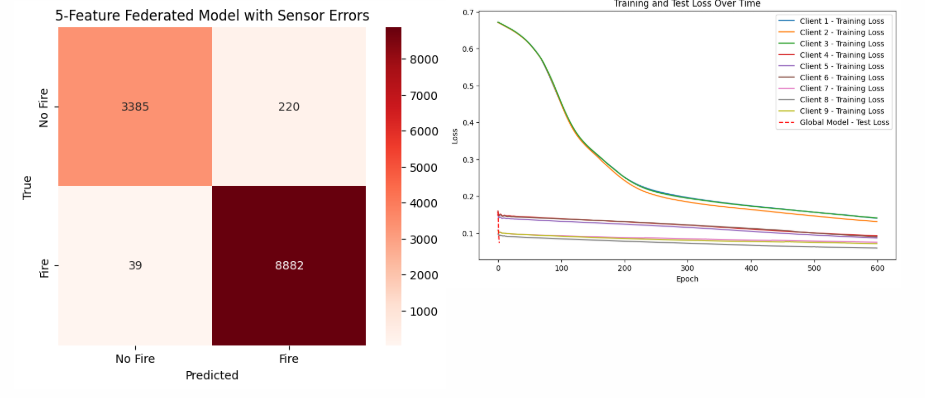 5-Feature Federated Model with Sensor Errors
No Fire
Fire
True
3385
220
39
8882
No Fire
Fire
Predicted
8000
7000
6000
5000
4000
3000
2000
1000
Training and Test Loss Over Time
Loss
0.7
0.6
0.5
0.4
0.3
0.2
0.1
0
100
200
300
400
500
600
Epoch
Client 1 - Training Loss
Client 2 - Training Loss
Client 3 - Training Loss
Client 4 - Training Loss
Client 5 - Training Loss
Client 6 - Training Loss
Client 7 - Training Loss
Client 8 - Training Loss
Client 9 - Training Loss
Global Model - Test Loss